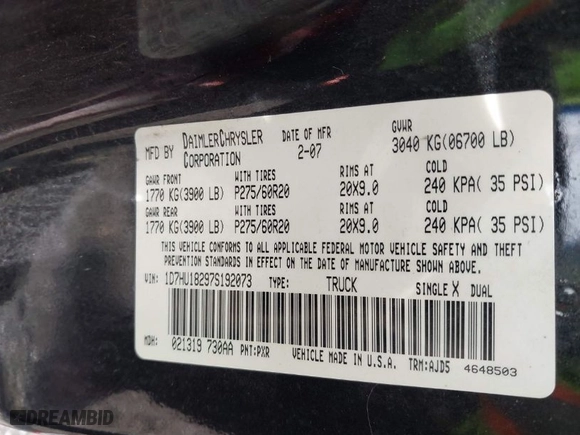 MFD BY DAIMLERCHRYSLER CORPORATION DATE OF MFR 2-07 GVWR 3040 KG(06700 LB)
GAWR FRONT WITH TIRES RIMS AT COLD
1770 KG(3900 LB) P275/60R20 20X9.0 240 KPA( 35 PSI)
GAWR REAR WITH TIRES RIMS AT COLD
1770 KG(3900 LB) P275/60R20 20X9.0 240 KPA( 35 PSI)
THIS VEHICLE CONFORMS TO ALL APPLICABLE FEDERAL MOTOR VEHICLE SAFETY AND THEFT
PREVENTION STANDARDS IN EFFECT ON THE DATE OF MANUFACTURE SHOWN ABOVE.
VIN: 1D7HU18297S192073 TYPE: TRUCK SINGLE X DUAL
MDH: 021319 730AA PNT:PXR VEHICLE MADE IN U.S.A. TRM:AJD5 4648503
DREAMBID